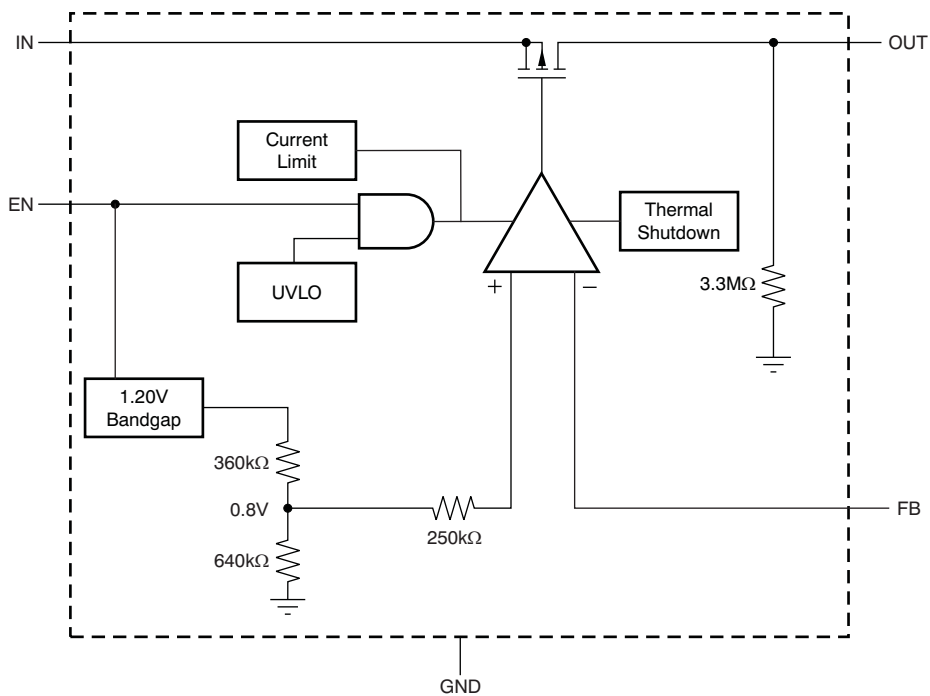 IN
OUT
Current
Limit
EN
Thermal
Shutdown
UVLO
+
−
3.3MΩ
1.20V
Bandgap
360kΩ
0.8V
250kΩ
FB
640kΩ
GND